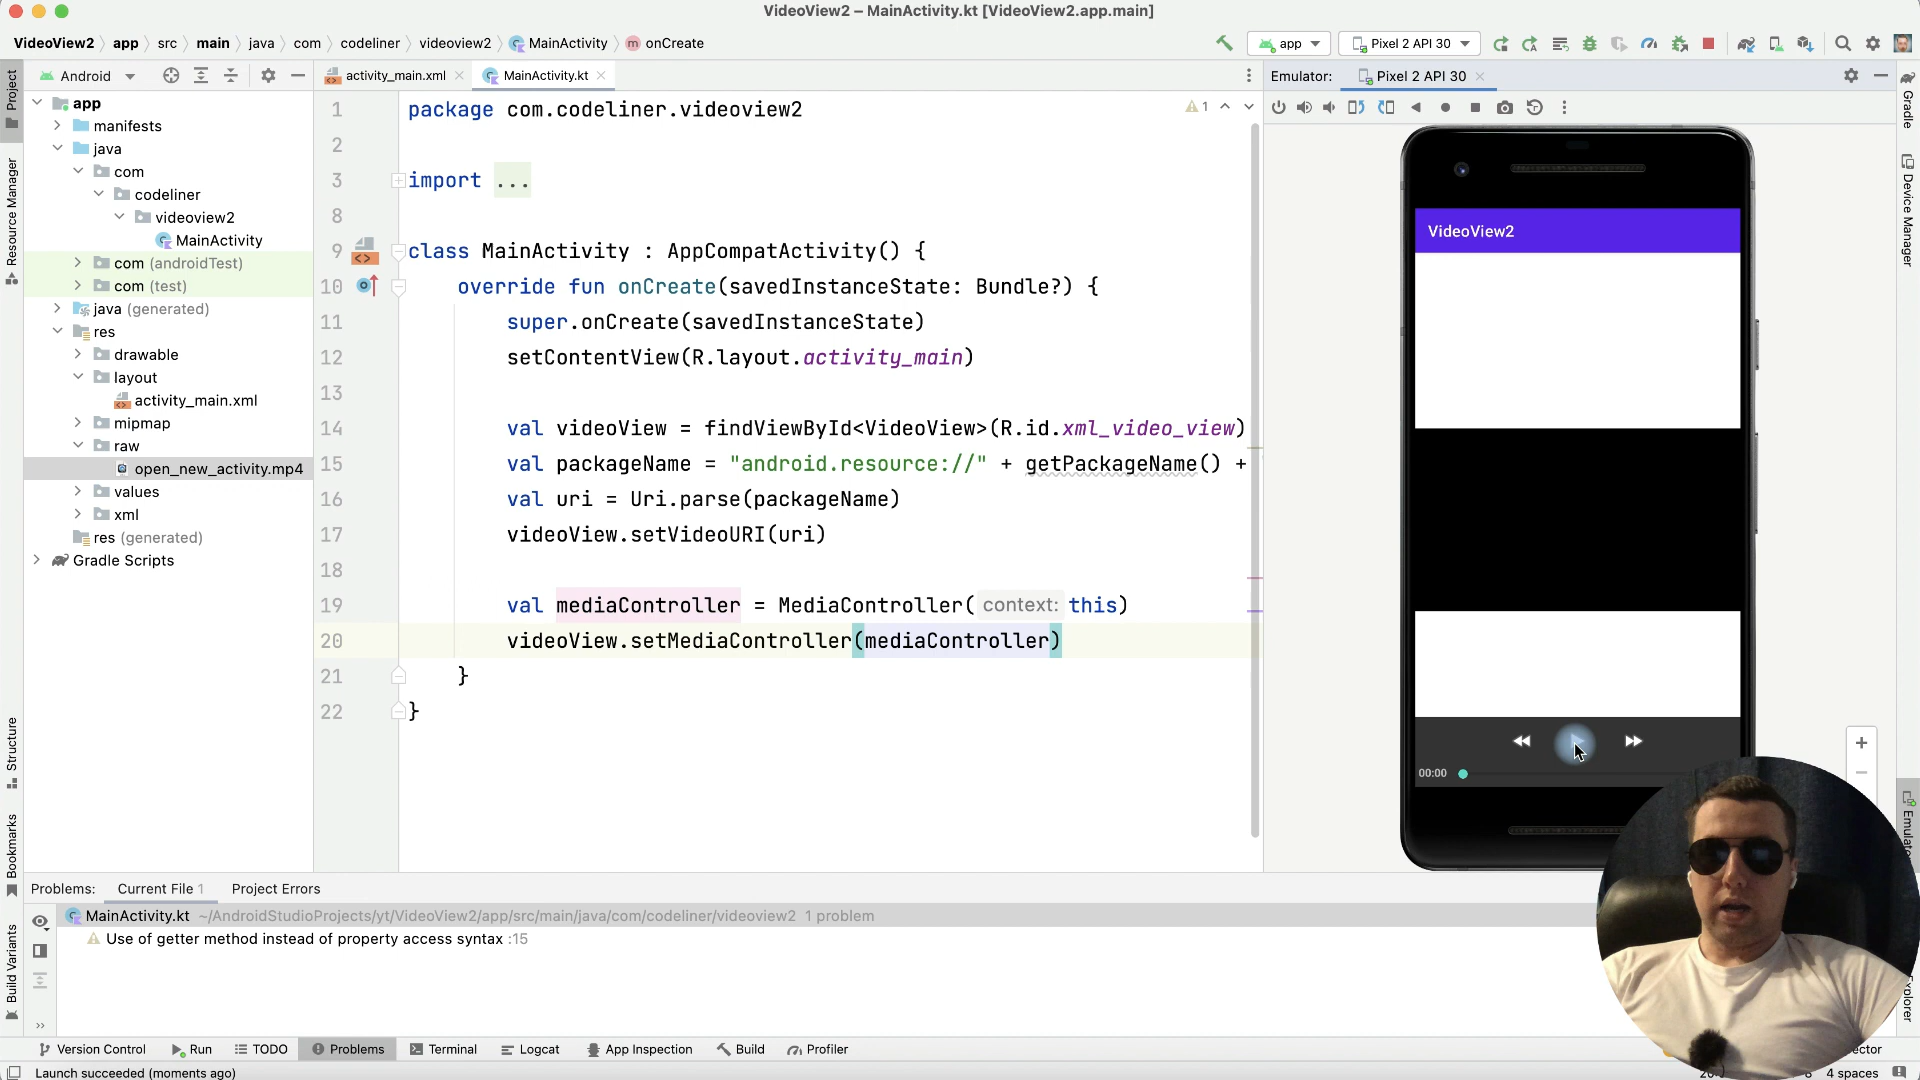 VideoView2 – MainActivity.kt [VideoView2.app.main]
VideoView2 app src main java com codeliner videoview2 MainActivity onCreate
app Pixel 2 API 30
Android
activity_main.xml MainActivity.kt
Emulator: Pixel 2 API 30
Project
Resource Manager
Structure
Bookmarks
Build Variants
app
manifests
java
com
codeliner
videoview2
MainActivity
com (androidTest)
com (test)
java (generated)
res
drawable
layout
activity_main.xml
mipmap
raw
open_new_activity.mp4
values
xml
res (generated)
Gradle Scripts
1 package com.codeliner.videoview2
2
3 import ...
8
9 class MainActivity : AppCompatActivity() {
10 override fun onCreate(savedInstanceState: Bundle?) {
11 super.onCreate(savedInstanceState)
12 setContentView(R.layout.activity_main)
13
14 val videoView = findViewById<VideoView>(R.id.xml_video_view)
15 val packageName = "android.resource://" + getPackageName() +
16 val uri = Uri.parse(packageName)
17 videoView.setVideoURI(uri)
18
19 val mediaController = MediaController( context: this)
20 videoView.setMediaController(mediaController)
21 }
22 }
1
VideoView2
00:00
Gradle
Device Manager
Emulator
Problems: Current File 1 Project Errors
MainActivity.kt ~/AndroidStudioProjects/yt/VideoView2/app/src/main/java/com/codeliner/videoview2 1 problem
Use of getter method instead of property access syntax :15
Version Control Run TODO Problems Terminal Logcat App Inspection Build Profiler
Launch succeeded (moments ago)
4 spaces